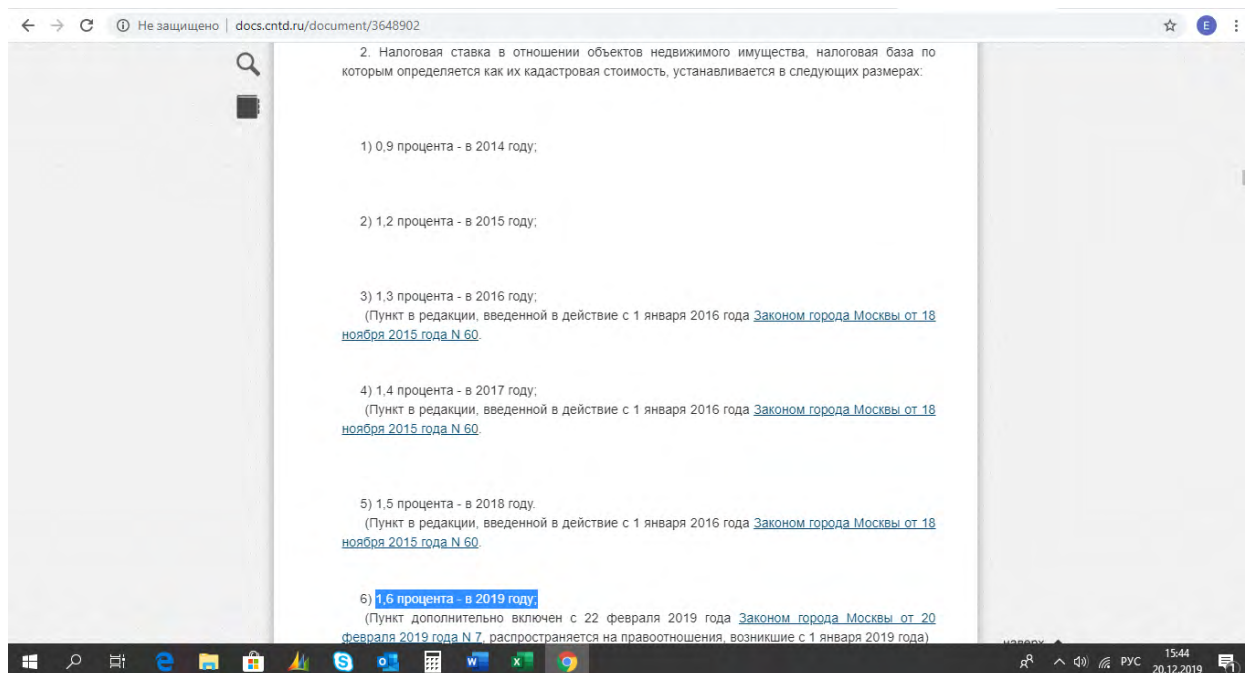 Не защищено | docs.cntd.ru/document/3648902
E
2. Налоговая ставка в отношении объектов недвижимого имущества, налоговая база по
которым определяется как их кадастровая стоимость, устанавливается в следующих размерах:
1) 0,9 процента - в 2014 году;
2) 1,2 процента - в 2015 году;
3) 1,3 процента - в 2016 году;
(Пункт в редакции, введенной в действие с 1 января 2016 года Законом города Москвы от 18
ноября 2015 года N 60.
4) 1,4 процента - в 2017 году;
(Пункт в редакции, введенной в действие с 1 января 2016 года Законом города Москвы от 18
ноября 2015 года N 60.
5) 1,5 процента - в 2018 году.
(Пункт в редакции, введенной в действие с 1 января 2016 года Законом города Москвы от 18
ноября 2015 года N 60.
6) 1,6 процента - в 2019 году;
(Пункт дополнительно включен с 22 февраля 2019 года Законом города Москвы от 20
февраля 2019 года N 7, распространяется на правоотношения, возникшие с 1 января 2019 года)
наверх
РУС
15:44
20.12.2019